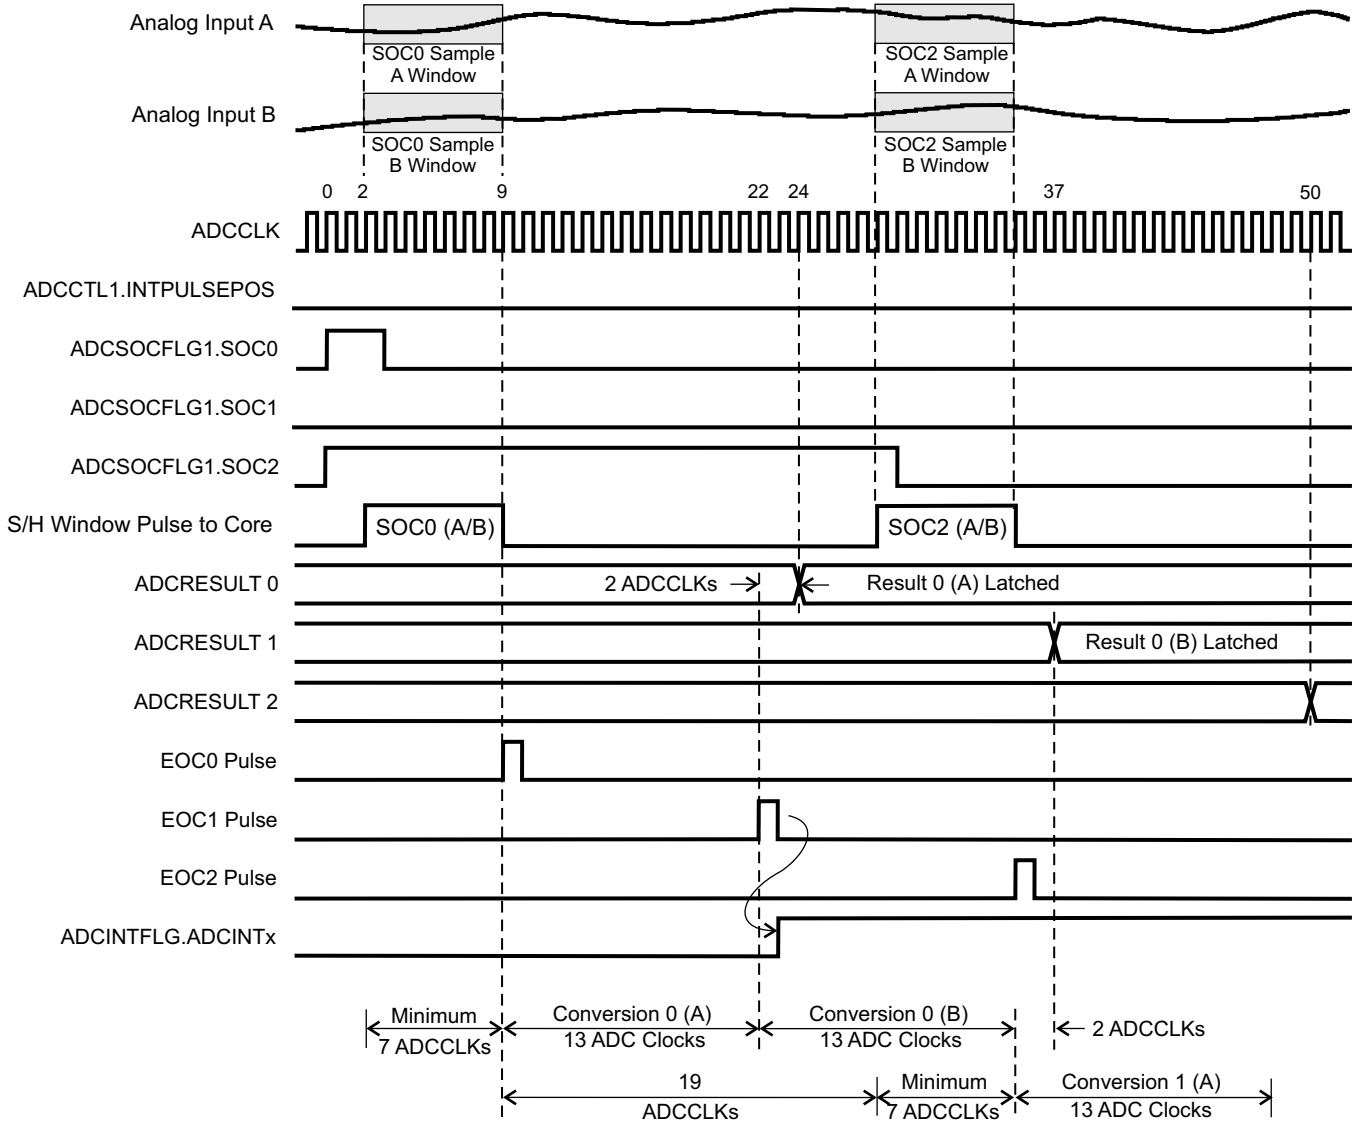 Analog Input A
SOC0 Sample
A Window
SOC2 Sample
A Window
Analog Input B
SOC0 Sample
B Window
SOC2 Sample
B Window
0 2 9 22 24 37 50
ADCCLK
ADCCTL1.INTPULSEPOS
ADCSOCFLG1.SOC0
ADCSOCFLG1.SOC1
ADCSOCFLG1.SOC2
S/H Window Pulse to Core
SOC0 (A/B)
SOC2 (A/B)
ADCRESULT 0
2 ADCCLKs
Result 0 (A) Latched
ADCRESULT 1
Result 0 (B) Latched
ADCRESULT 2
EOC0 Pulse
EOC1 Pulse
EOC2 Pulse
ADCINTFLG.ADCINTx
Minimum
7 ADCCLKs
Conversion 0 (A)
13 ADC Clocks
Conversion 0 (B)
13 ADC Clocks
2 ADCCLKs
19
ADCCLKs
Minimum
7 ADCCLKs
Conversion 1 (A)
13 ADC Clocks